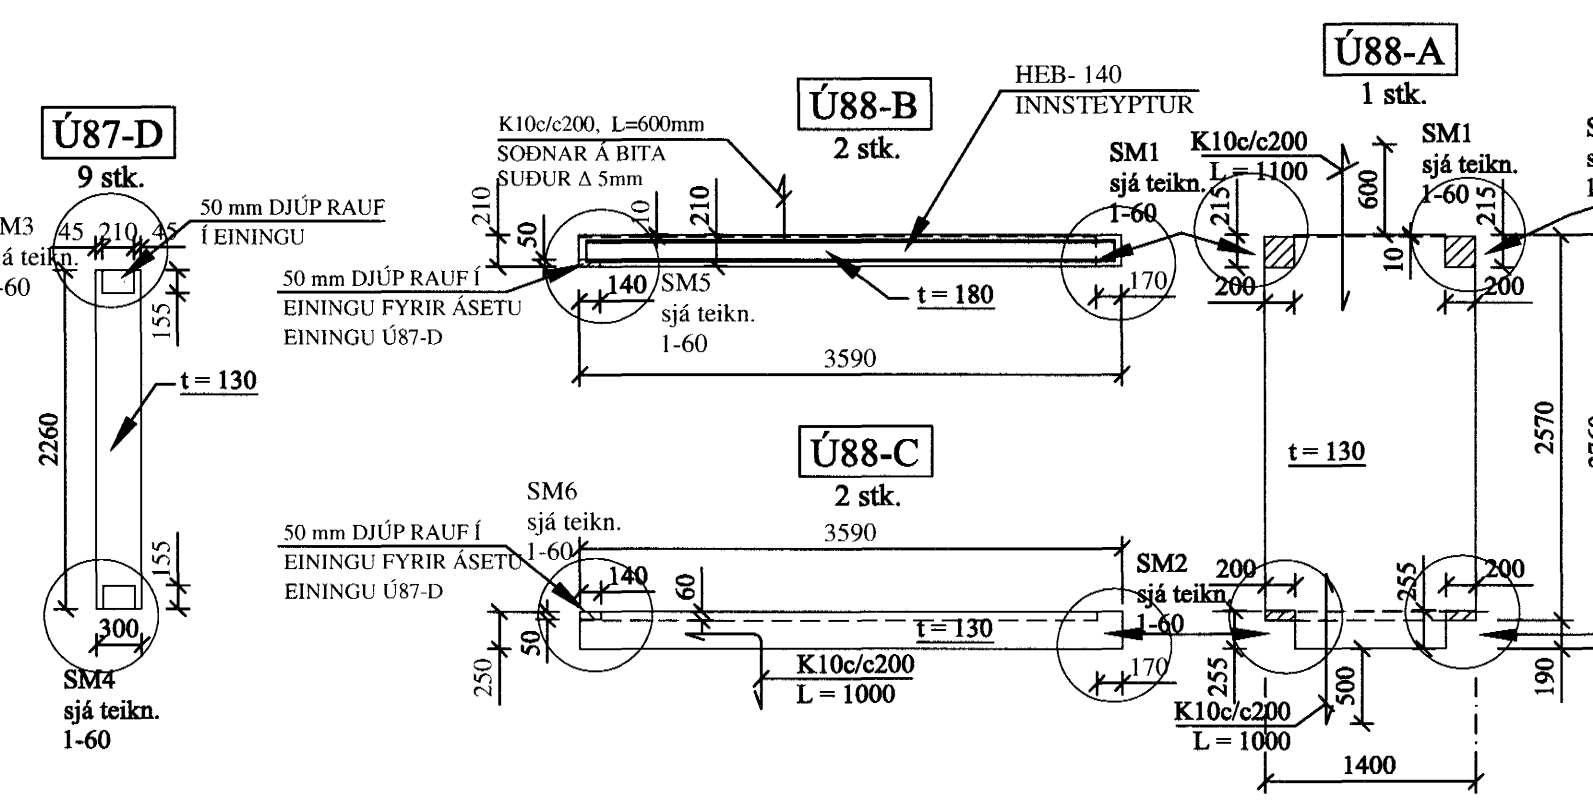 Ú87-D
9 stk.
45
210
45
50 mm DJÚP RAUF
Í EININGU
155
t = 130
2260
155
300
SM4
sjá teikn.
1-60
M3
á teikn.
-60
Ú88-B
2 stk.
HEB- 140
INNSTEYPTUR
K10c/c200, L=600mm
SOÐNAR Á BITA
SUÐUR Δ 5mm
210
50
10
210
50 mm DJÚP RAUF Í
EININGU FYRIR ÁSETU
EININGU Ú87-D
140
SM5
sjá teikn.
1-60
t = 180
170
3590
SM1
sjá teikn.
1-60
Ú88-C
2 stk.
SM6
sjá teikn.
1-60
3590
50 mm DJÚP RAUF Í
EININGU FYRIR ÁSETU
EININGU Ú87-D
140
60
50
250
t = 130
K10c/c200
L = 1000
170
SM2
sjá teikn.
1-60
Ú88-A
1 stk.
K10c/c200
L = 1100
600
SM1
sjá teikn.
1-60
215
215
10
200
200
t = 130
2570
200
255
200
255
500
190
K10c/c200
L = 1000
1400